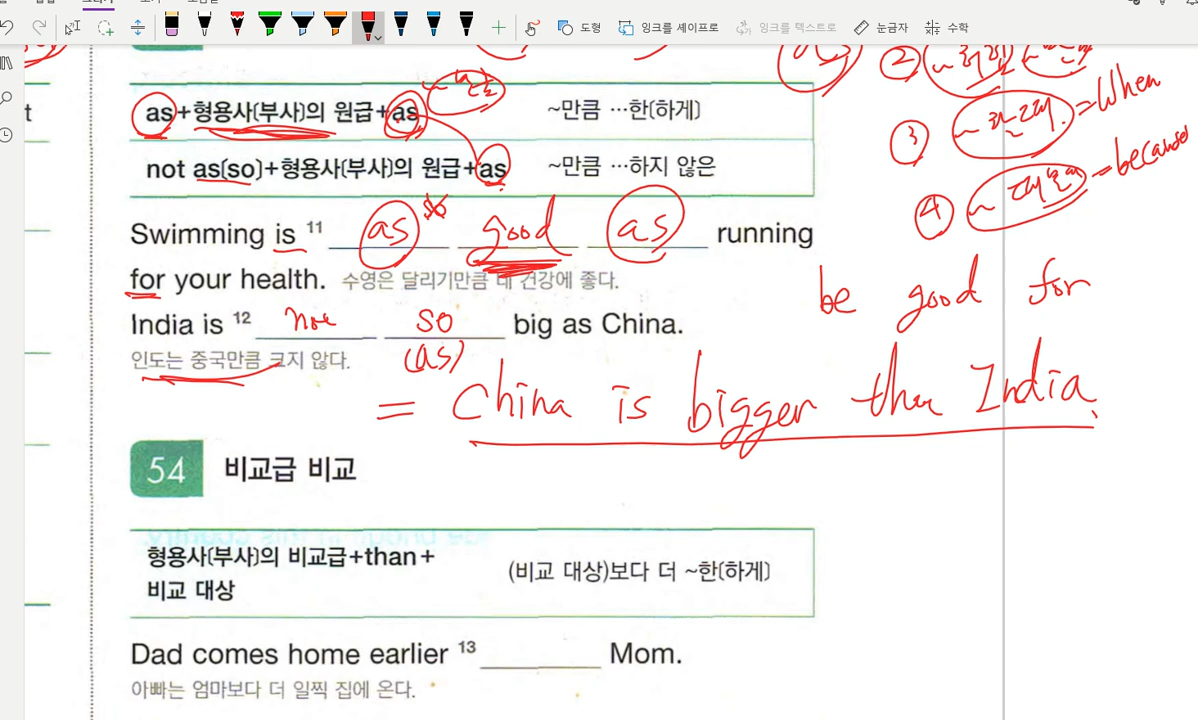 도형 잉크를 셰이프로 잉크를 텍스트로 눈금자 수학
as+형용사(부사)의 원급+as ~만큼 …한(하게)
not as(so)+형용사(부사)의 원급+as ~만큼 …하지 않은
②
③ =When
④ =because
Swimming is 11 as good as running
for your health. 수영은 달리기만큼 네 건강에 좋다.
be good for
India is 12 not so big as China.
(as)
인도는 중국만큼 크지 않다.
= China is bigger than India.
54 비교급 비교
형용사(부사)의 비교급+than+
비교 대상
(비교 대상)보다 더 ~한(하게)
Dad comes home earlier 13 Mom.
아빠는 엄마보다 더 일찍 집에 온다.